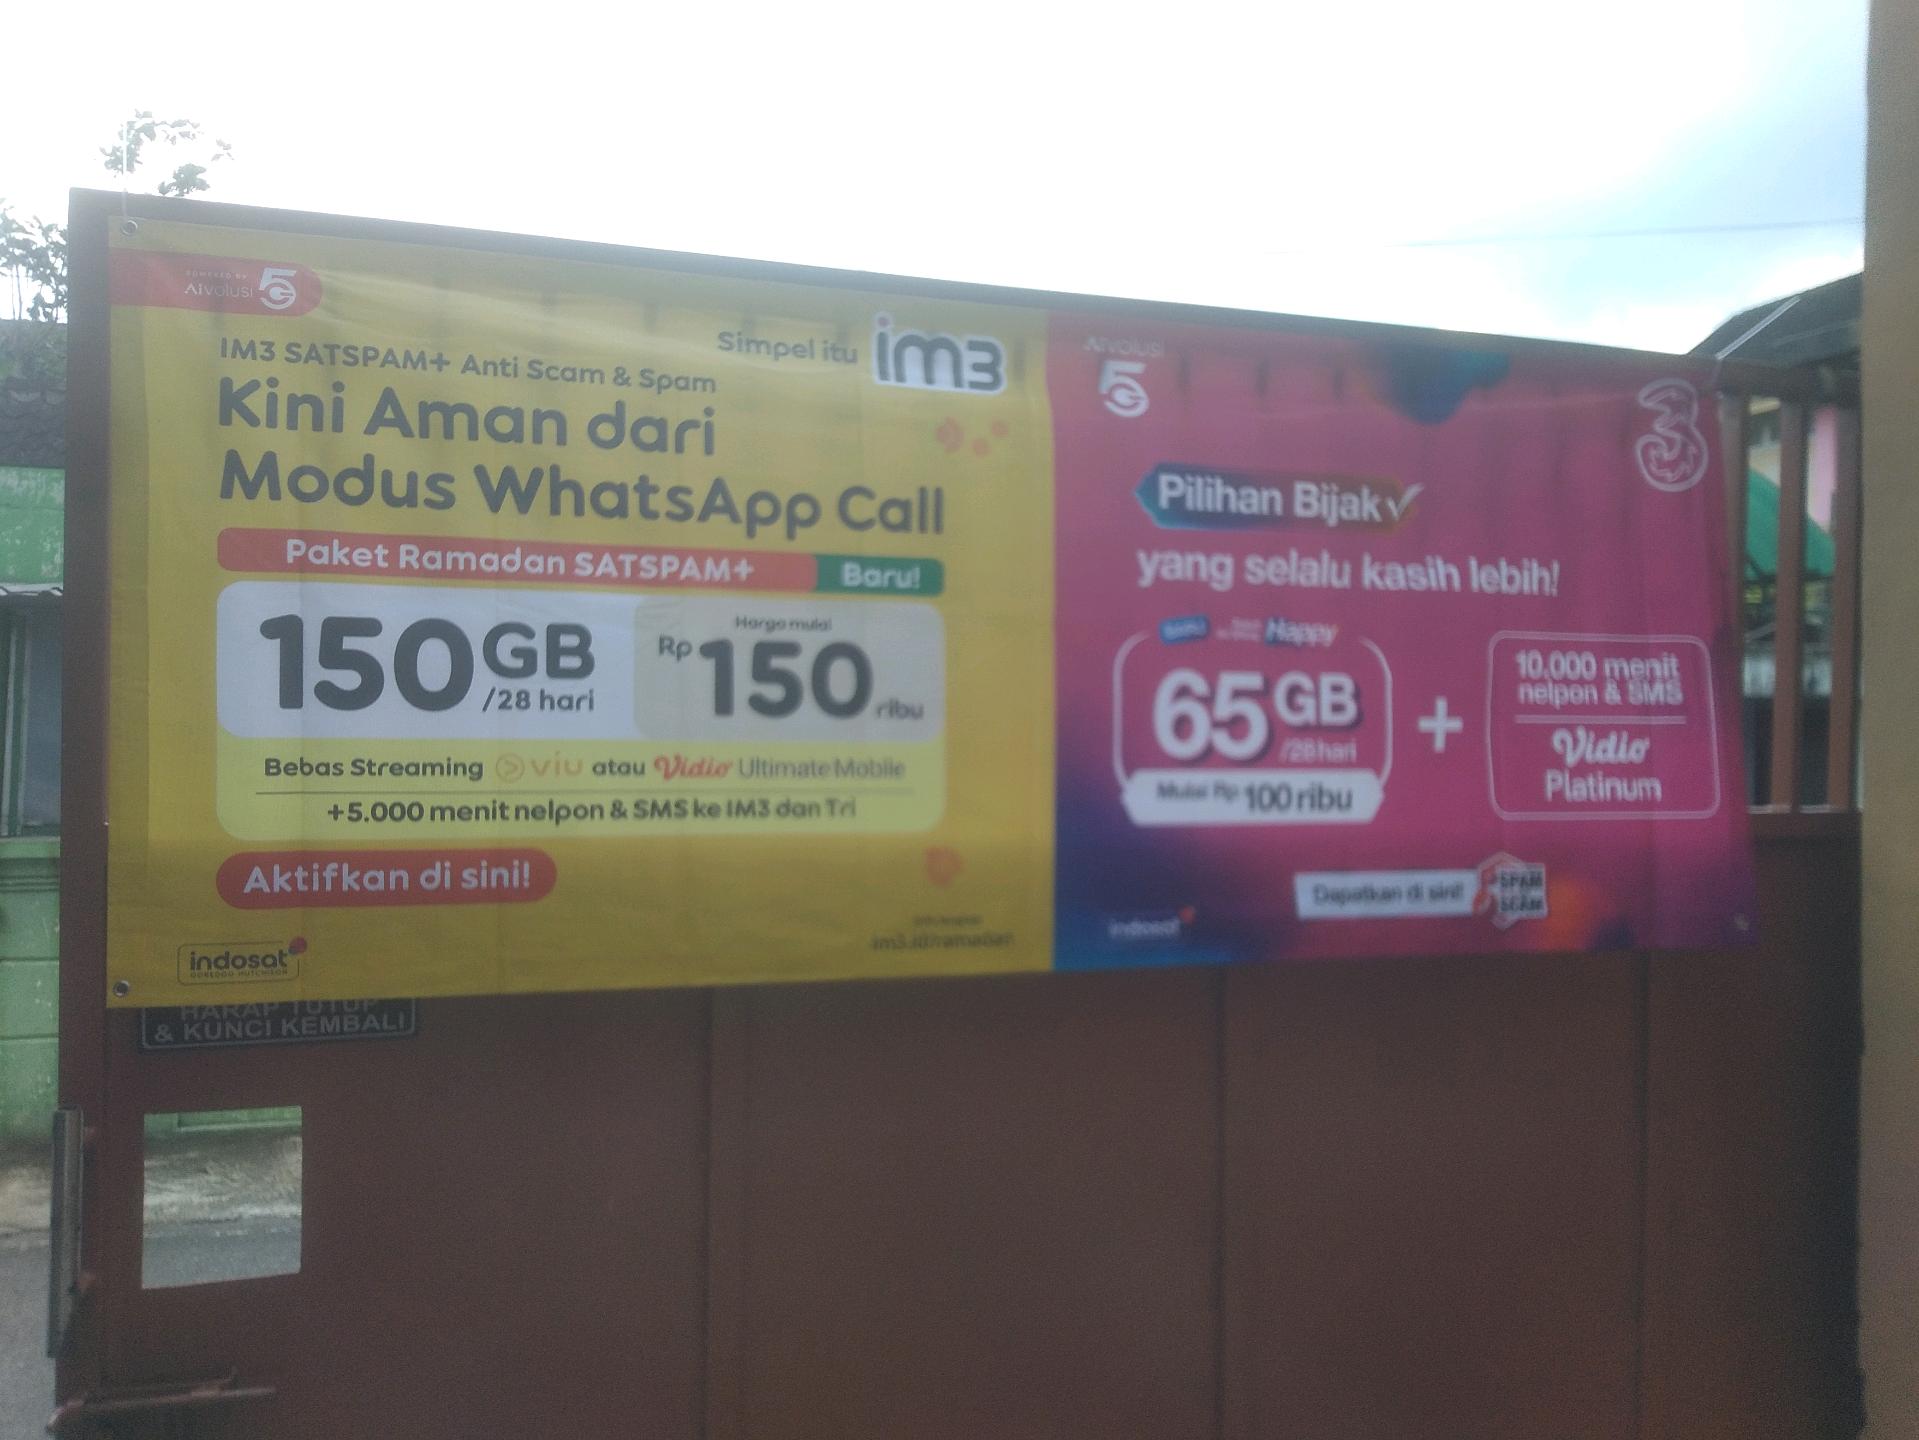 POWERED BY
AIvolusi 5G
IM3 SATSPAM+ Anti Scam & Spam
Simpel itu im3
Kini Aman dari
Modus WhatsApp Call
Paket Ramadan SATSPAM+ Baru!
150GB
/28 hari
Harga mulai
Rp150 ribu
Bebas Streaming viu atau Vidio Ultimate Mobile
+5.000 menit nelpon & SMS ke IM3 dan Tri
Aktifkan di sini!
im3.id/ramadan
indosat
OOREDOO HUTCHISON
AIvolusi
5G
3
Pilihan Bijak
yang selalu kasih lebih!
Happy
65GB
/28hari
Mulai Rp 100 ribu
+
10.000 menit
nelpon & SMS
Vidio
Platinum
Dapatkan di sini!
SPAM
SCAM
indosat
HARAP TUTUP
& KUNCI KEMBALI